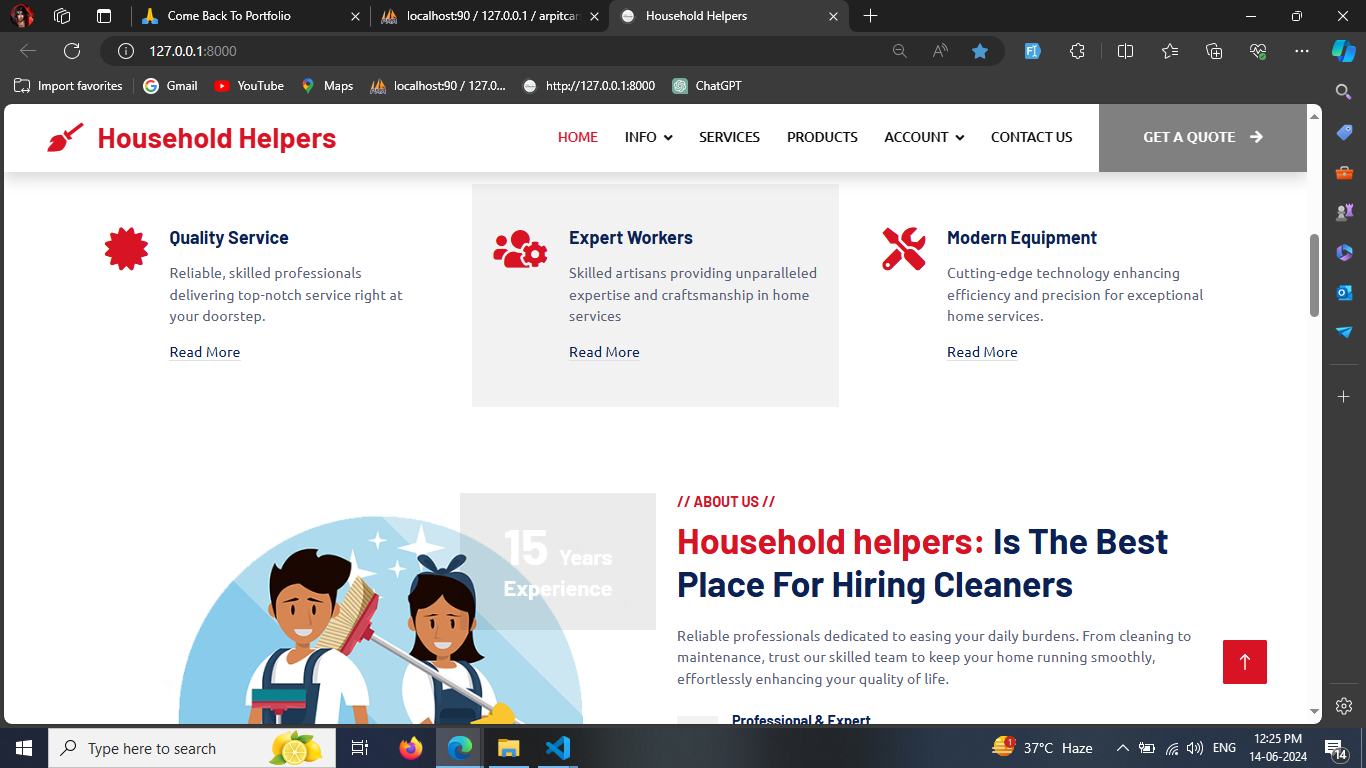 Come Back To Portfolio
localhost:90 / 127.0.0.1 / arpitcar
Household Helpers
127.0.0.1:8000
Import favorites
Gmail
YouTube
Maps
localhost:90 / 127.0...
http://127.0.0.1:8000
ChatGPT
Household Helpers
HOME
INFO
SERVICES
PRODUCTS
ACCOUNT
CONTACT US
GET A QUOTE
Quality Service
Reliable, skilled professionals
delivering top-notch service right at
your doorstep.
Read More
Expert Workers
Skilled artisans providing unparalleled
expertise and craftsmanship in home
services
Read More
Modern Equipment
Cutting-edge technology enhancing
efficiency and precision for exceptional
home services.
Read More
15 Years
Experience
// ABOUT US //
Household helpers: Is The Best
Place For Hiring Cleaners
Reliable professionals dedicated to easing your daily burdens. From cleaning to
maintenance, trust our skilled team to keep your home running smoothly,
effortlessly enhancing your quality of life.
Professional & Expert
Type here to search
1
37°C Haze
ENG
12:25 PM
14-06-2024
14